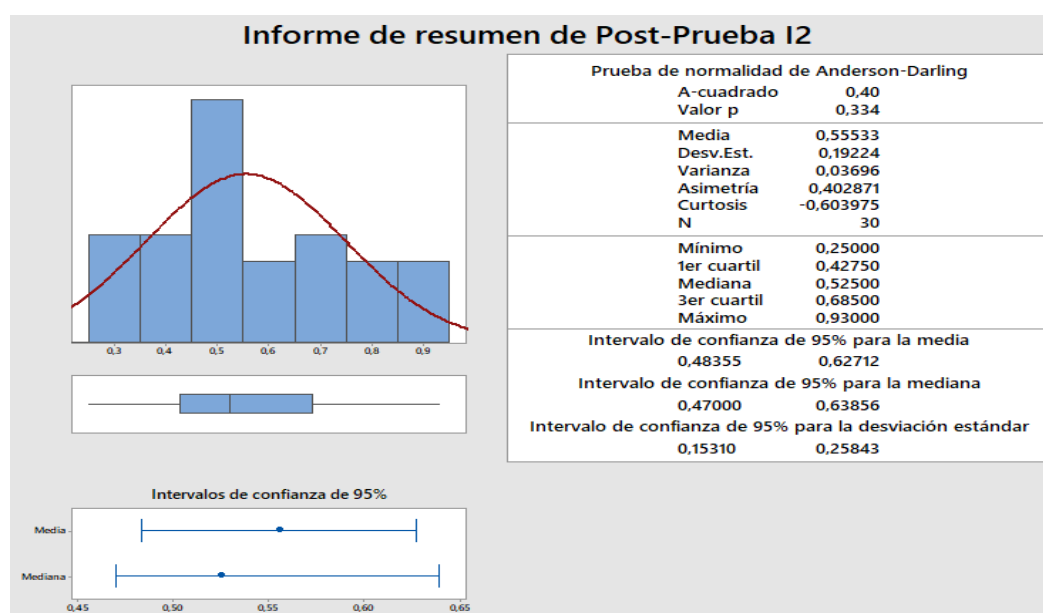 Informe de resumen de Post-Prueba I2
0,3 0,4 0,5 0,6 0,7 0,8 0,9
Intervalos de confianza de 95%
Media
Mediana
0,45 0,50 0,55 0,60 0,65
Prueba de normalidad de Anderson-Darling
A-cuadrado 0,40
Valor p 0,334
Media 0,55533
Desv.Est. 0,19224
Varianza 0,03696
Asimetría 0,402871
Curtosis -0,603975
N 30
Mínimo 0,25000
1er cuartil 0,42750
Mediana 0,52500
3er cuartil 0,68500
Máximo 0,93000
Intervalo de confianza de 95% para la media
0,48355 0,62712
Intervalo de confianza de 95% para la mediana
0,47000 0,63856
Intervalo de confianza de 95% para la desviación estándar
0,15310 0,25843